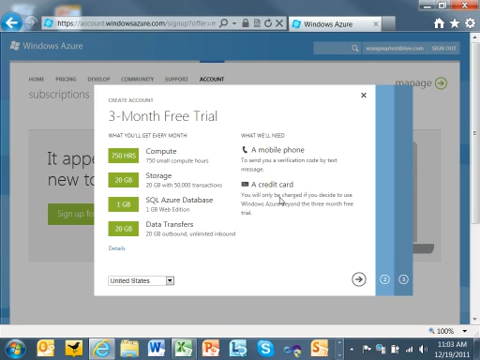 https://account.windowsazure.com/signup?offer=m
Windows Azure
Windows Azure
wasignuptest@live.com
SIGN OUT
HOME PRICING DEVELOP COMMUNITY SUPPORT ACCOUNT
manage
subscriptions
CREATE ACCOUNT
3-Month Free Trial
WHAT YOU'LL GET EVERY MONTH
750 HRS
Compute
750 small compute hours
20 GB
Storage
20 GB with 50,000 transactions
1 GB
SQL Azure Database
1 GB Web Edition
20 GB
Data Transfers
20 GB outbound, unlimited inbound
Details
WHAT WE'LL NEED
A mobile phone
To send you a verification code by text
message.
A credit card
You will only be charged if you decide to use
Windows Azure beyond the three month free
trial.
It appe
new to
Sign up fo
United States
2
3
100%
11:03 AM
12/19/2011